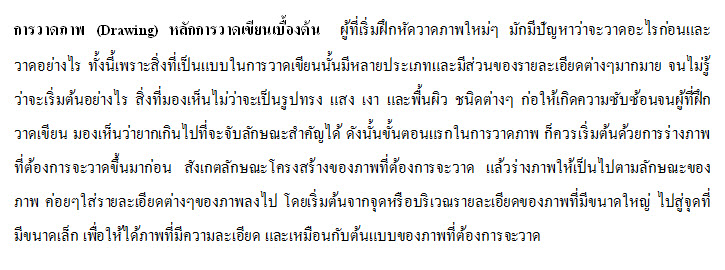 การวาดภาพ (Drawing) หลักการวาดเขียนเบื้องต้น ผู้ที่เริ่มฝึกหัดวาดภาพใหม่ๆ มักมีปัญหาว่าจะวาดอะไรก่อนและ
วาดอย่างไร ทั้งนี้เพราะสิ่งที่เป็นแบบในการวาดเขียนนั้นมีหลายประเภทและมีส่วนของรายละเอียดต่างๆมากมาย จนไม่รู้
ว่าจะเริ่มต้นอย่างไร สิ่งที่มองเห็นไม่ว่าจะเป็นรูปทรง แสง เงา และพื้นผิว ชนิดต่างๆ ก่อให้เกิดความซับซ้อนจนผู้ที่ฝึก
วาดเขียน มองเห็นว่ายากเกินไปที่จะจับลักษณะสำคัญได้ ดังนั้นขั้นตอนแรกในการวาดภาพ ก็ควรเริ่มต้นด้วยการร่างภาพ
ที่ต้องการจะวาดขึ้นมาก่อน สังเกตลักษณะโครงสร้างของภาพที่ต้องการจะวาด แล้วร่างภาพให้เป็นไปตามลักษณะของ
ภาพ ค่อยๆใส่รายละเอียดต่างๆของภาพลงไป โดยเริ่มต้นจากจุดหรือบริเวณรายละเอียดของภาพที่มีขนาดใหญ่ ไปสู่จุดที่
มีขนาดเล็ก เพื่อให้ได้ภาพที่มีความละเอียด และเหมือนกับต้นแบบของภาพที่ต้องการจะวาด